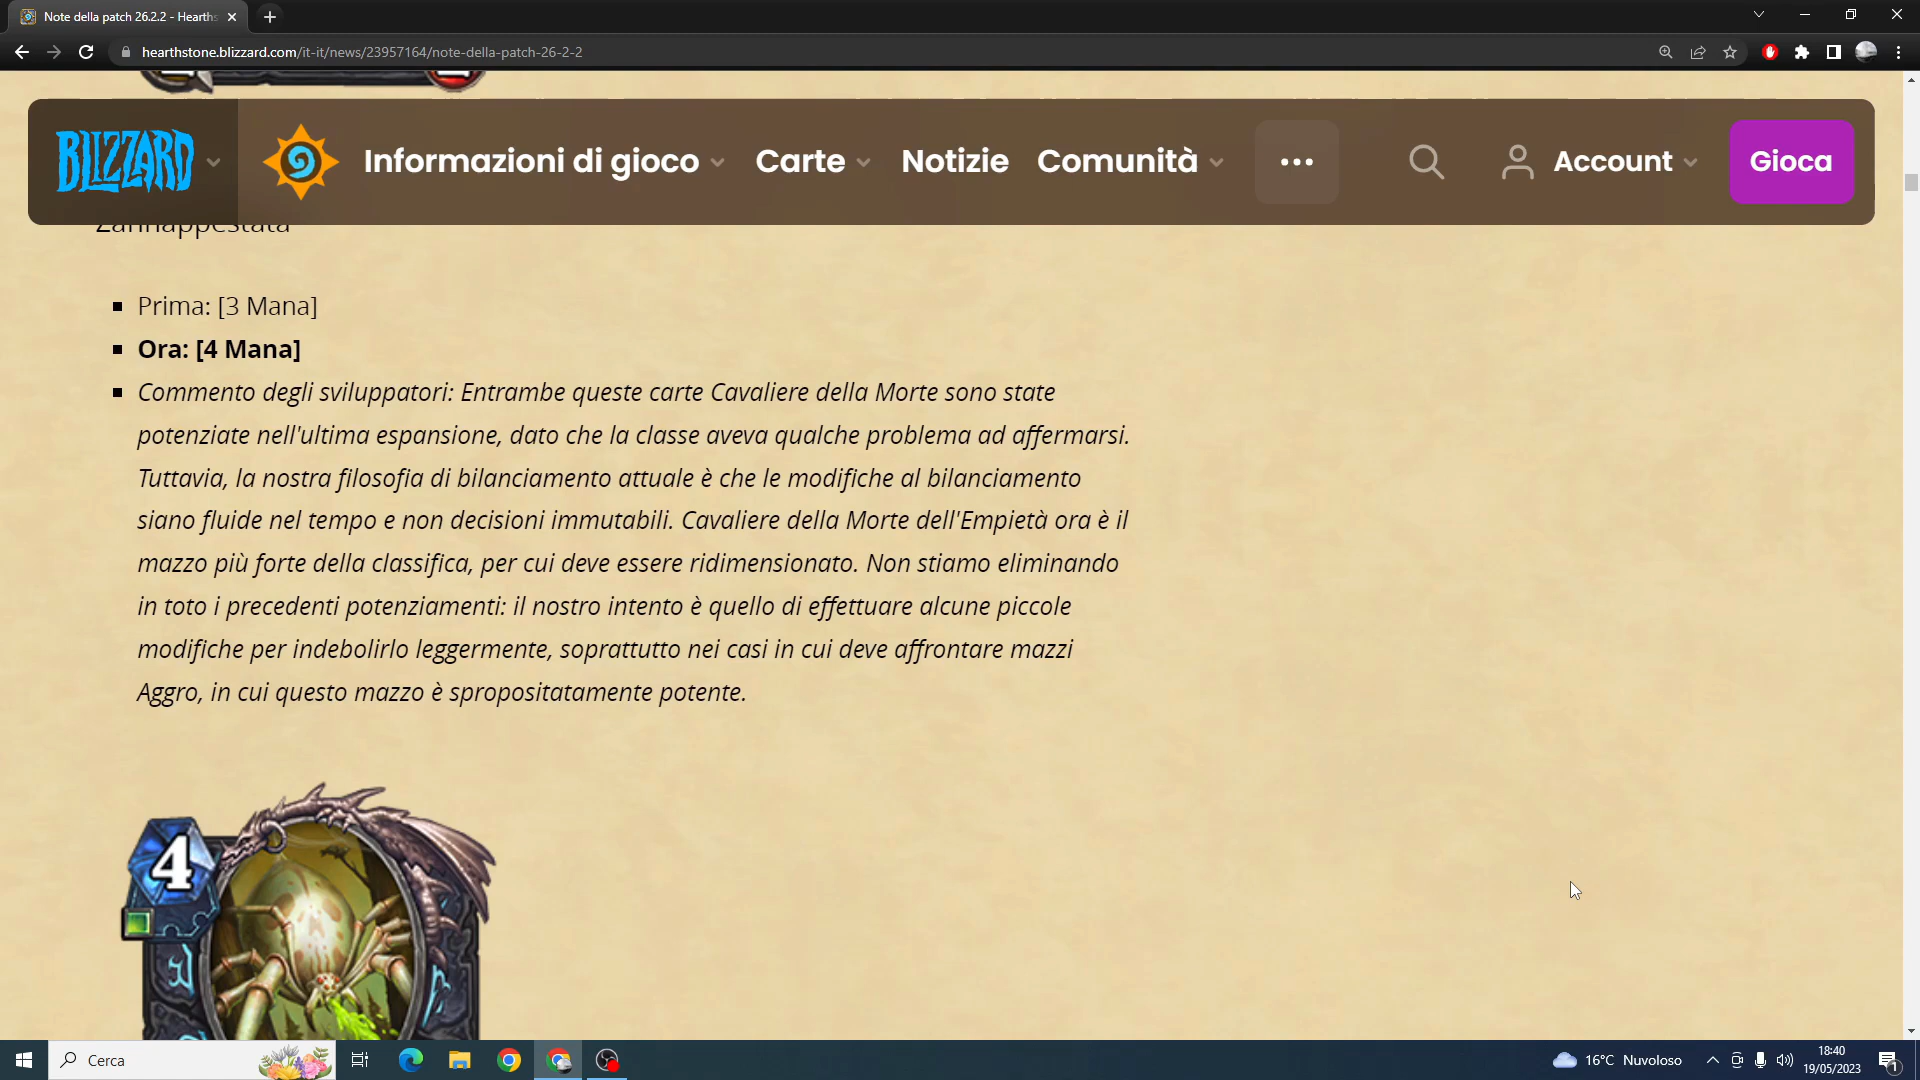 Note della patch 26.2.2 - Hearths
hearthstone.blizzard.com/it-it/news/23957164/note-della-patch-26-2-2
BLIZZARD
Informazioni di gioco
Carte
Notizie
Comunità
Account
Gioca
Zannappestata
Prima: [3 Mana]
Ora: [4 Mana]
Commento degli sviluppatori: Entrambe queste carte Cavaliere della Morte sono state
potenziate nell'ultima espansione, dato che la classe aveva qualche problema ad affermarsi.
Tuttavia, la nostra filosofia di bilanciamento attuale è che le modifiche al bilanciamento
siano fluide nel tempo e non decisioni immutabili. Cavaliere della Morte dell'Empietà ora è il
mazzo più forte della classifica, per cui deve essere ridimensionato. Non stiamo eliminando
in toto i precedenti potenziamenti: il nostro intento è quello di effettuare alcune piccole
modifiche per indebolirlo leggermente, soprattutto nei casi in cui deve affrontare mazzi
Aggro, in cui questo mazzo è spropositatamente potente.
4
Cerca
16°C Nuvoloso
18:40
19/05/2023
1